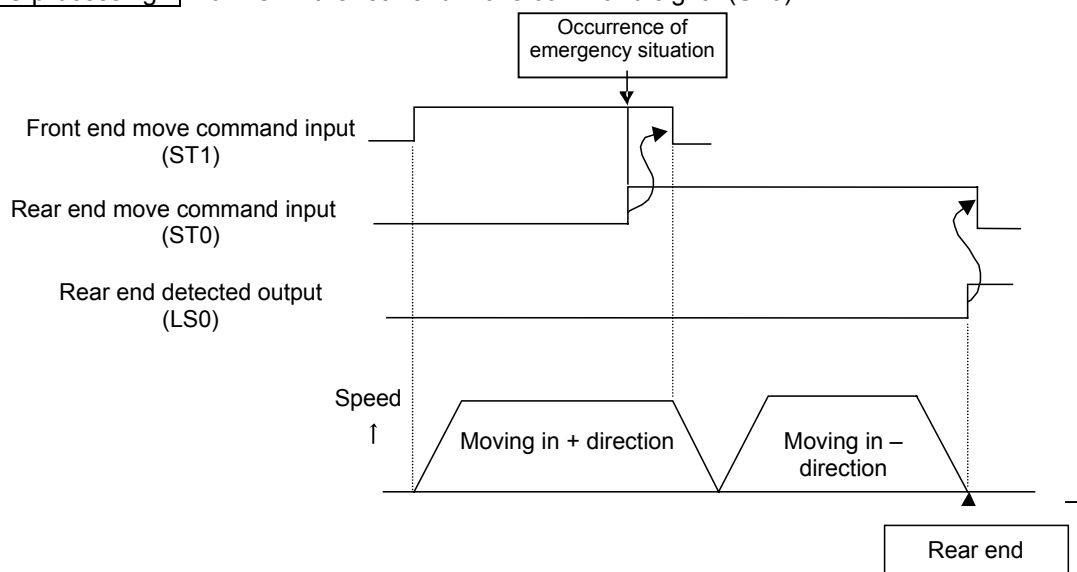 Occurrence of
emergency situation
Front end move command input
(ST1)
Rear end move command input
(ST0)
Rear end detected output
(LS0)
Speed
↑
Moving in + direction
Moving in –
direction
Rear end